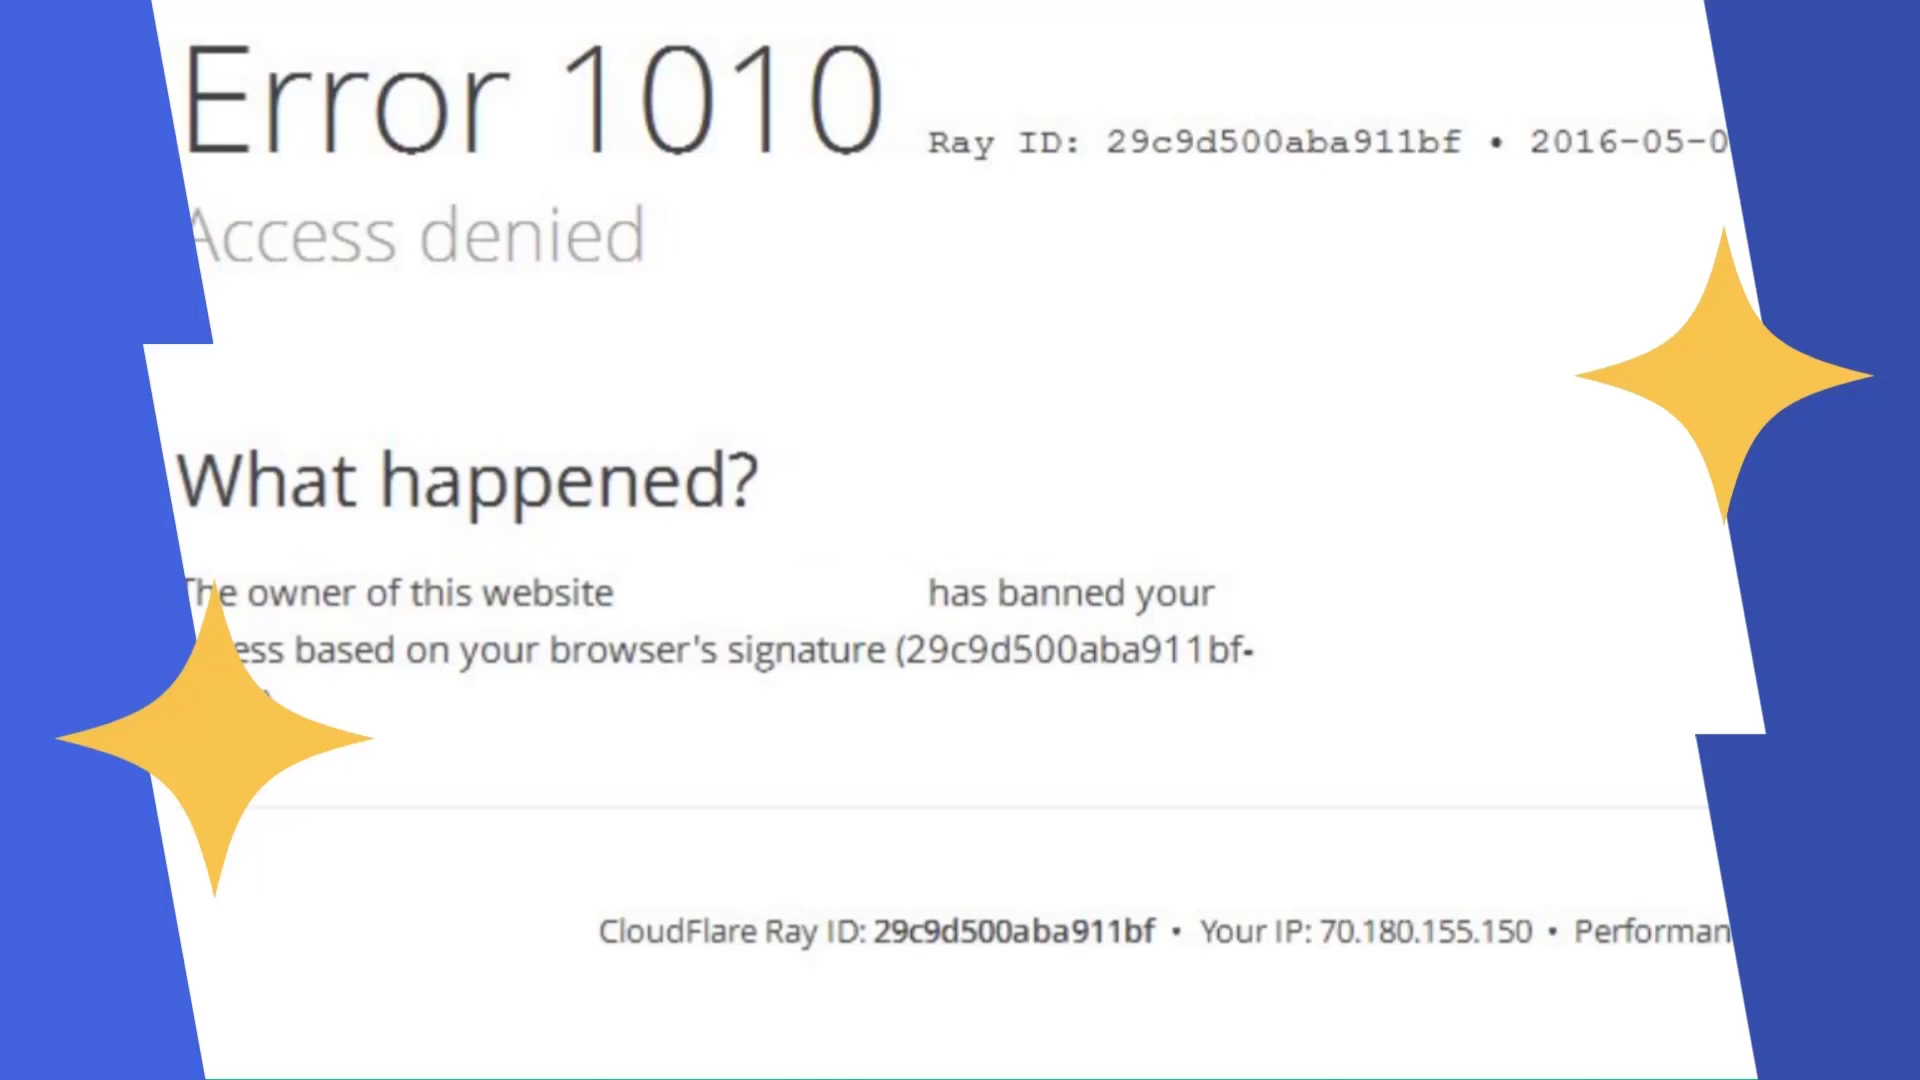 Error 1010 Ray ID: 29c9d500aba911bf • 2016-05-0
Access denied
What happened?
The owner of this website has banned your
ess based on your browser's signature (29c9d500aba911bf-
CloudFlare Ray ID: 29c9d500aba911bf • Your IP: 70.180.155.150 • Performan